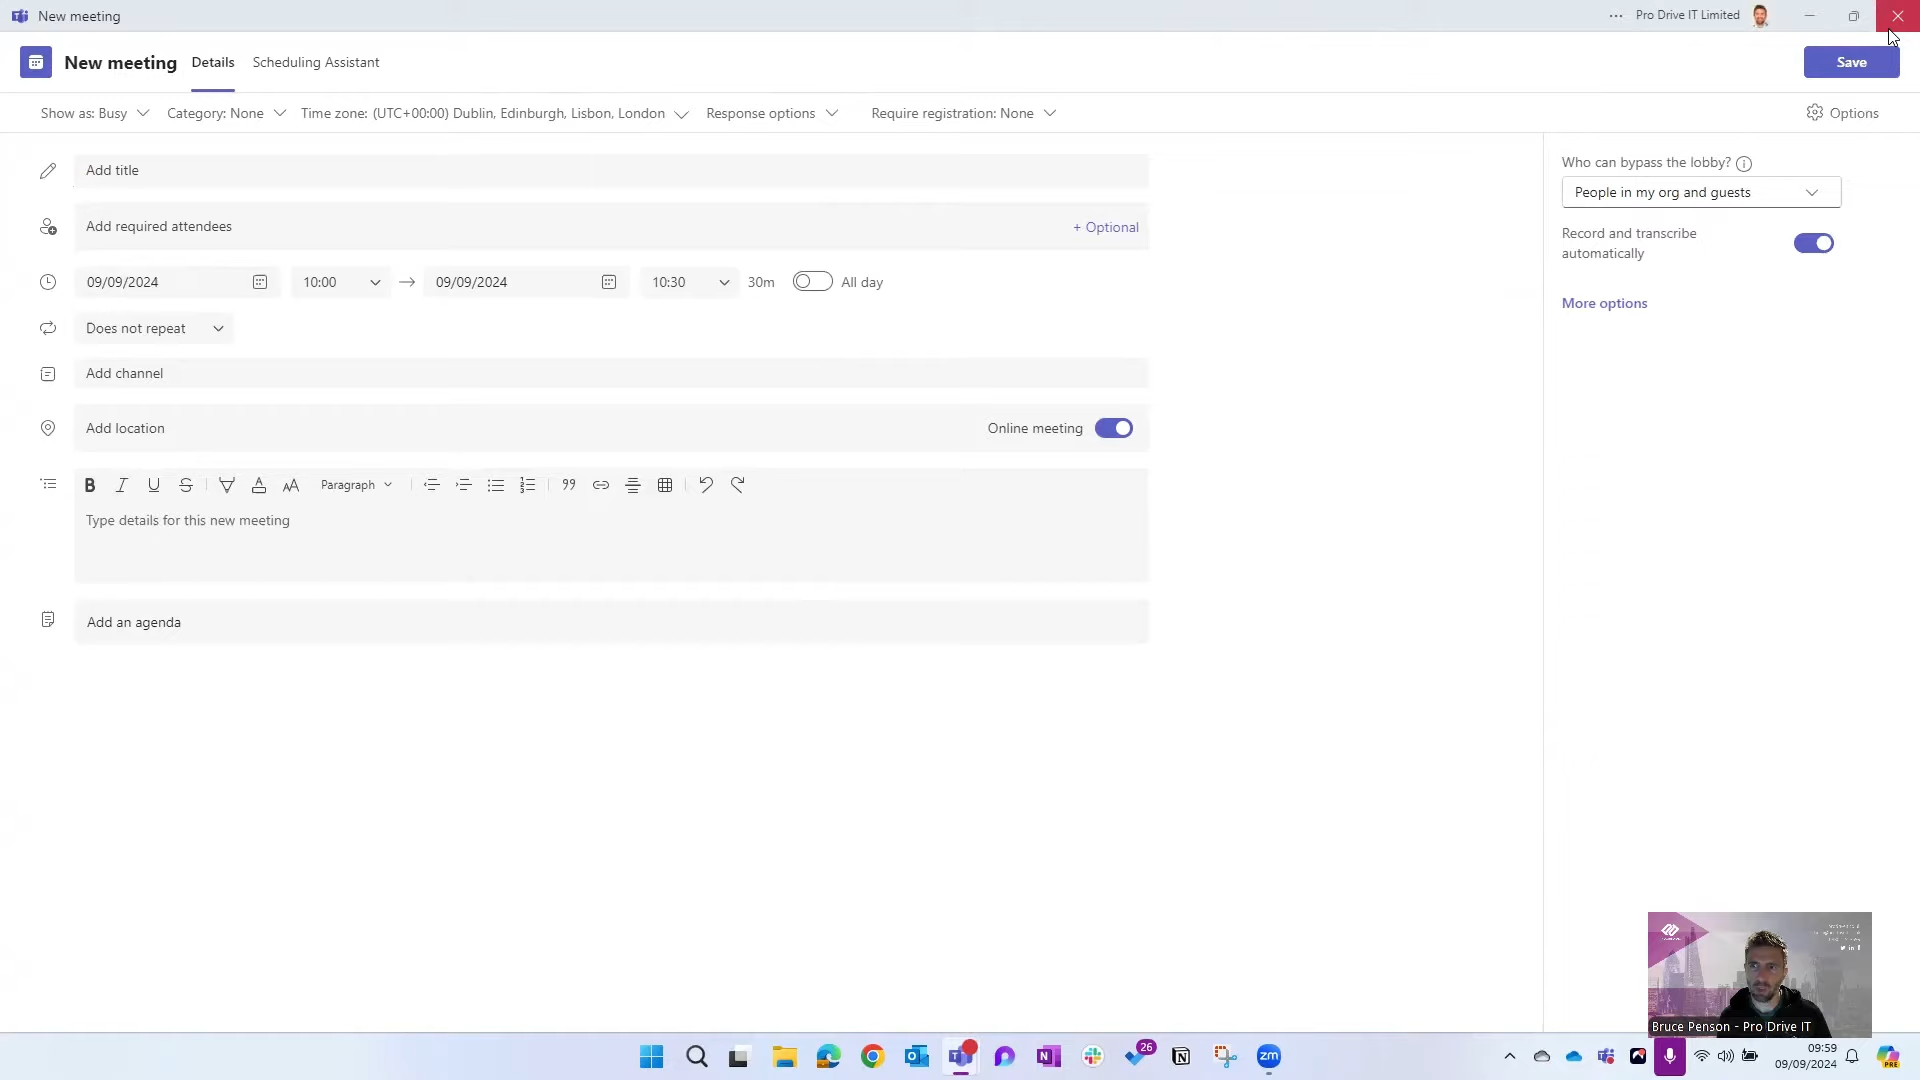 New meeting
Pro Drive IT Limited
New meeting
Details
Scheduling Assistant
Save
Show as: Busy
Category: None
Time zone: (UTC+00:00) Dublin, Edinburgh, Lisbon, London
Response options
Require registration: None
Options
Add title
Add required attendees
+ Optional
09/09/2024
10:00
09/09/2024
10:30
30m
All day
Does not repeat
Add channel
Add location
Online meeting
Paragraph
Type details for this new meeting
Add an agenda
Who can bypass the lobby?
People in my org and guests
Record and transcribe
automatically
More options
Bruce Penson - Pro Drive IT
26
zm
09:59
09/09/2024
PRE